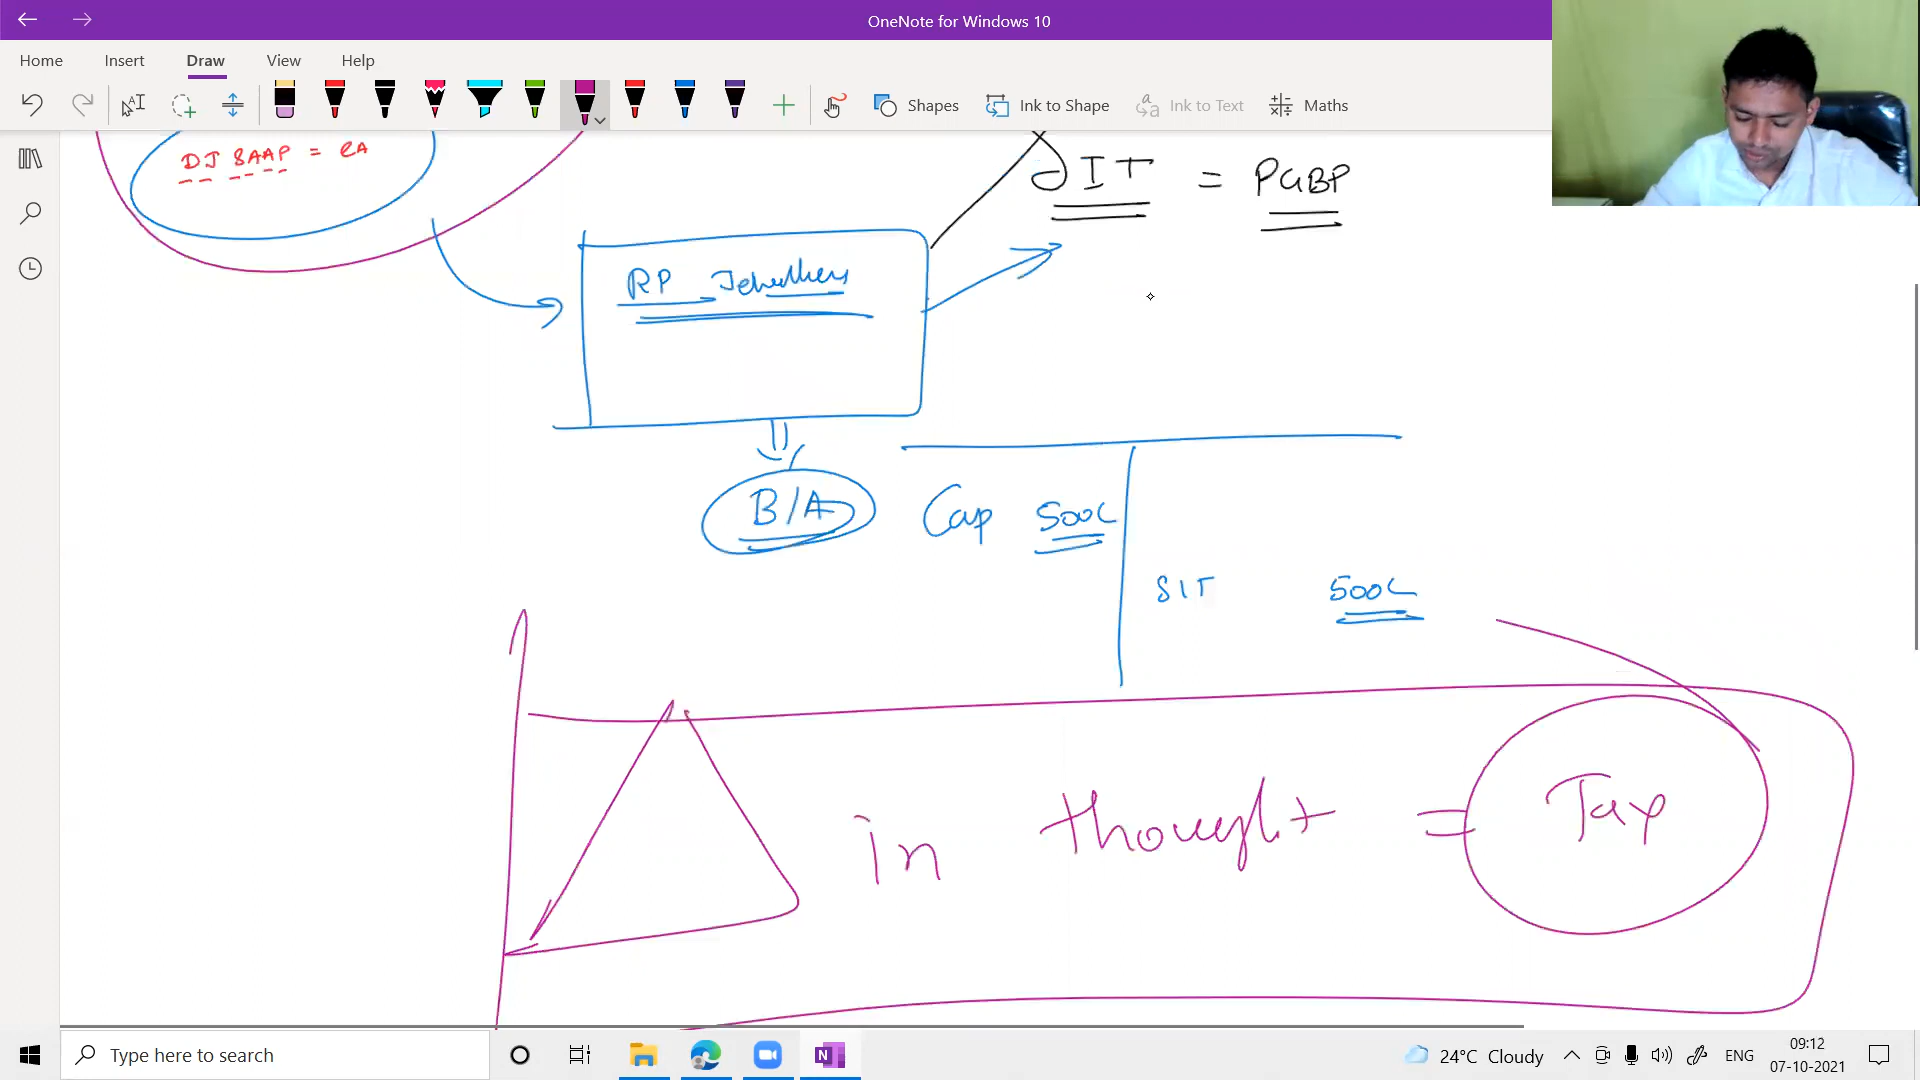 OneNote for Windows 10
Home Insert Draw View Help
Shapes Ink to Shape Ink to Text Maths
DJ SAAP = CA
IT = PGBP
RP Jewellers
B/A Cap 500L
SIT 500L
in thought = Tax
Type here to search
24°C Cloudy ENG 09:12
07-10-2021